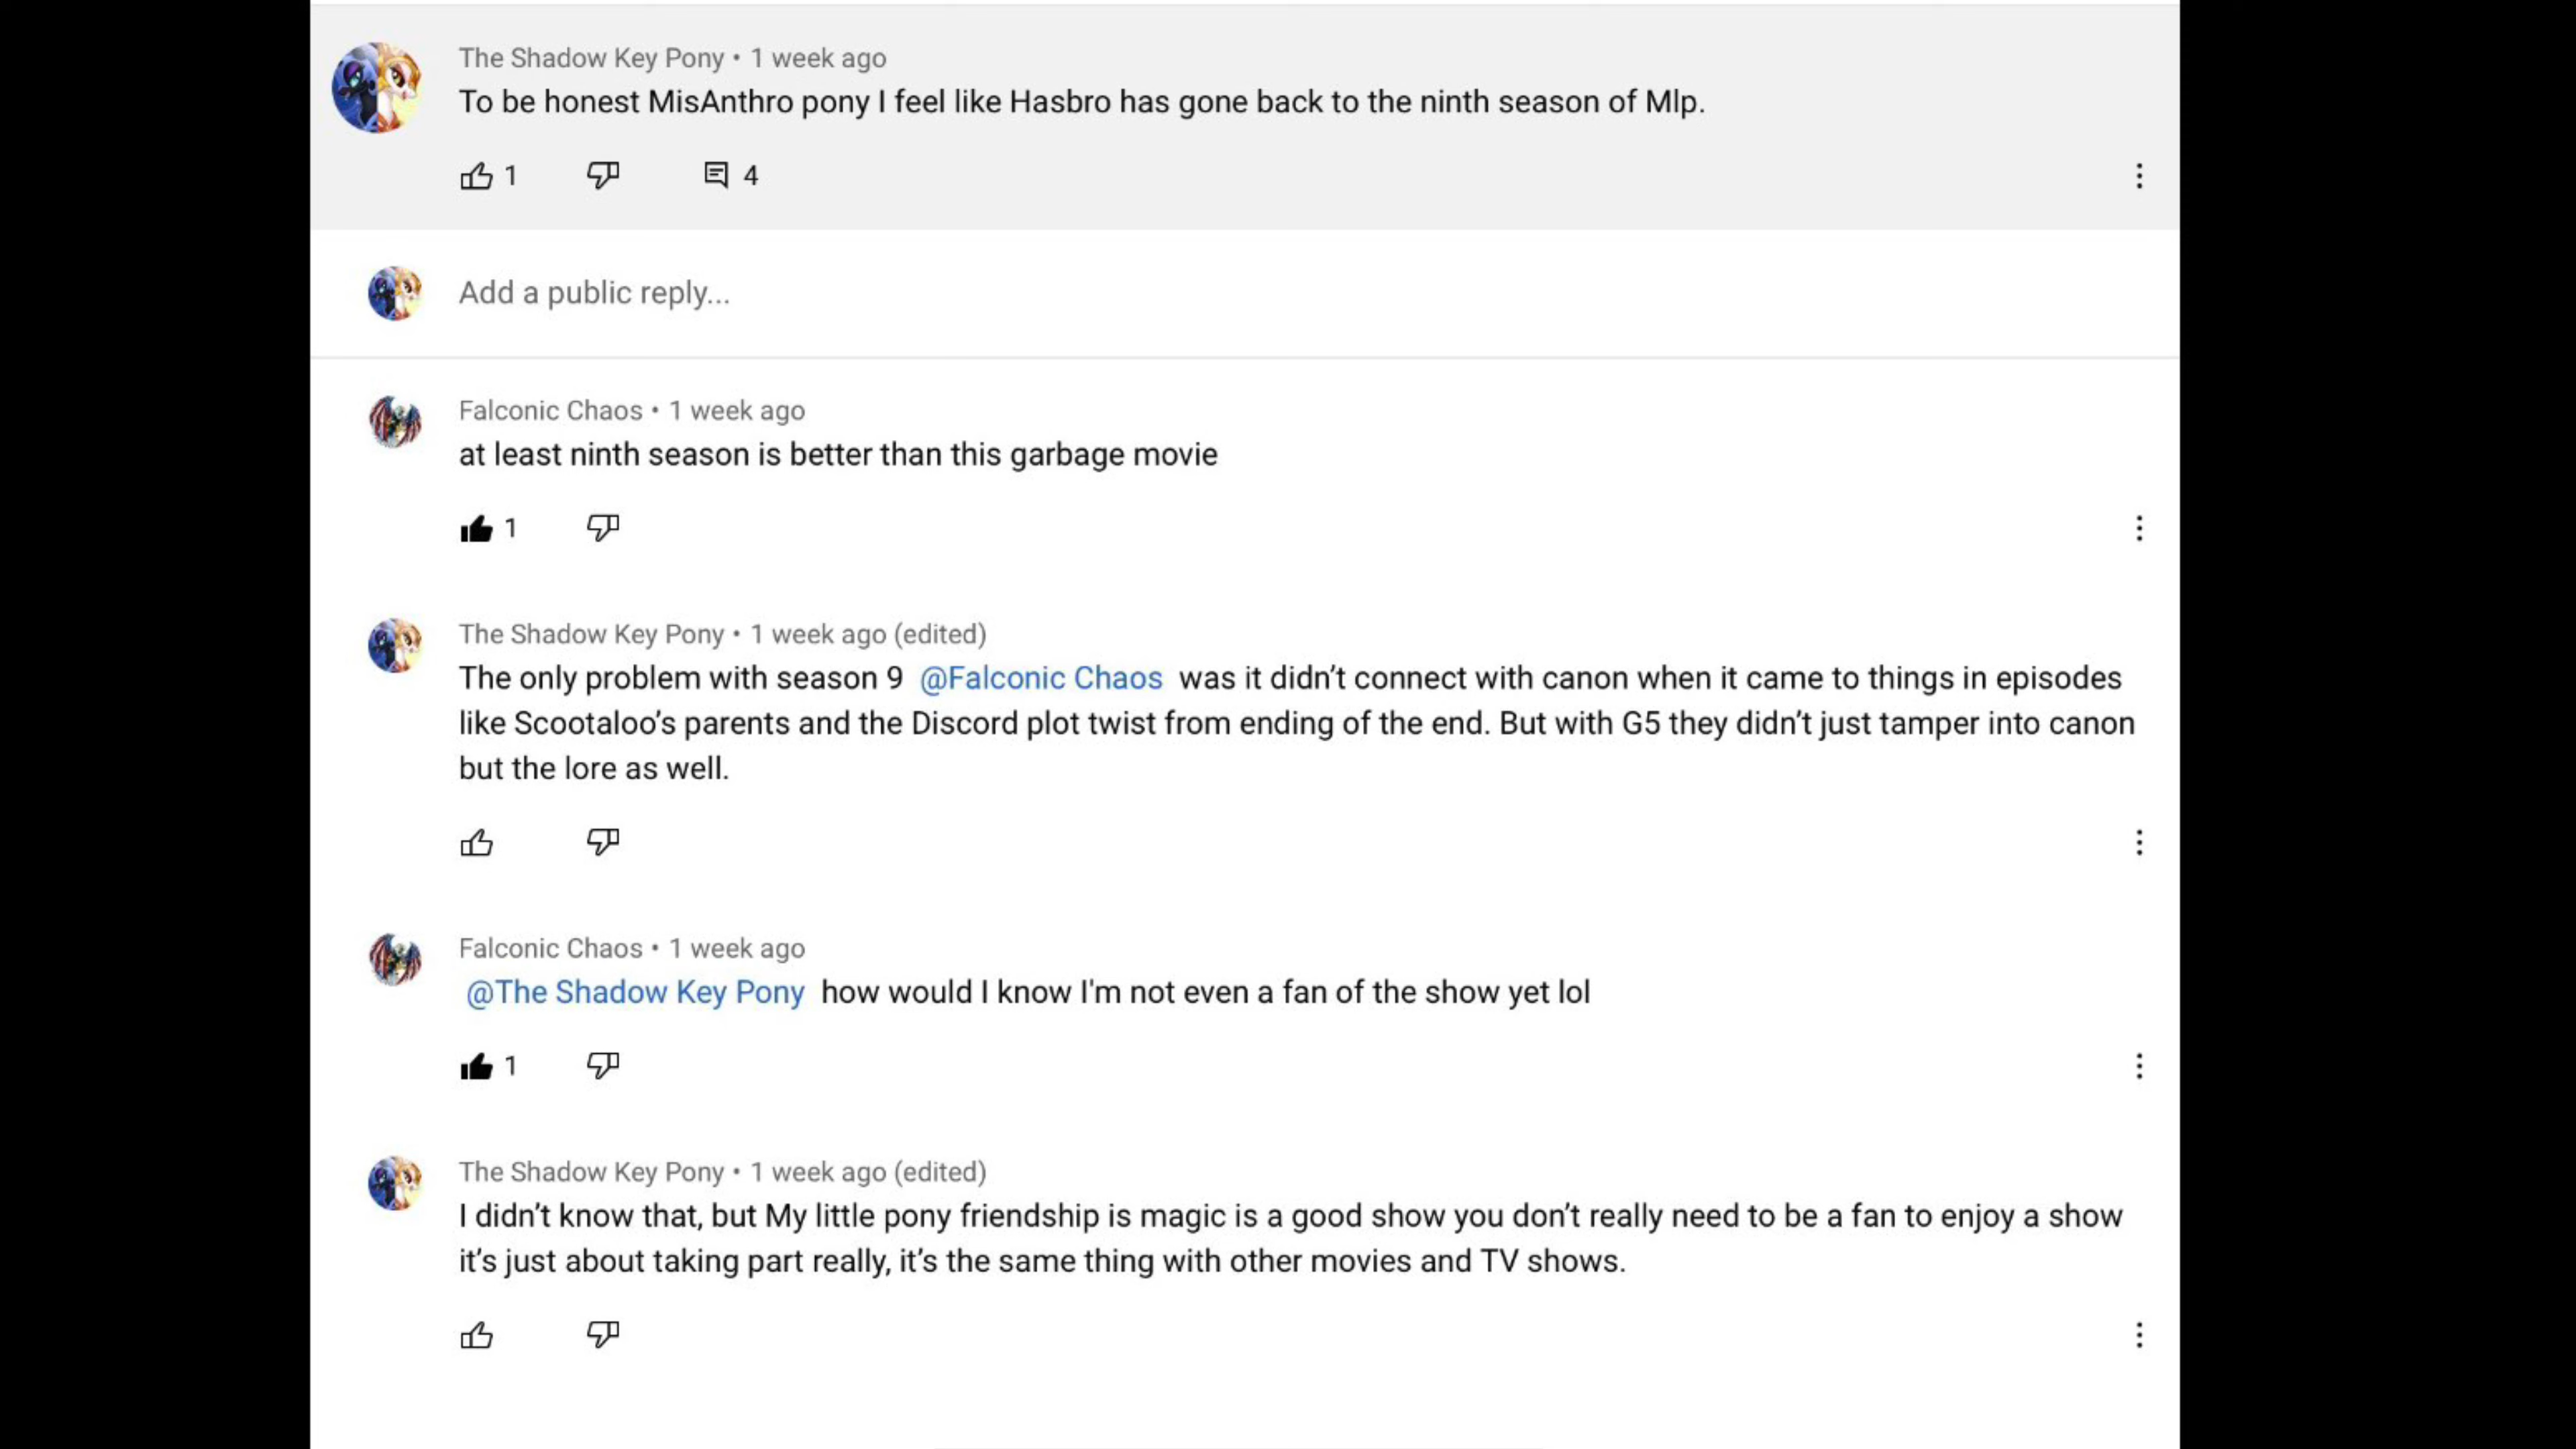 The Shadow Key Pony • 1 week ago
To be honest MisAnthro pony I feel like Hasbro has gone back to the ninth season of Mlp.
1 4
Add a public reply...
Falconic Chaos • 1 week ago
at least ninth season is better than this garbage movie
1
The Shadow Key Pony • 1 week ago (edited)
The only problem with season 9 @Falconic Chaos was it didn’t connect with canon when it came to things in episodes
like Scootaloo’s parents and the Discord plot twist from ending of the end. But with G5 they didn’t just tamper into canon
but the lore as well.
Falconic Chaos • 1 week ago
@The Shadow Key Pony how would I know I'm not even a fan of the show yet lol
1
The Shadow Key Pony • 1 week ago (edited)
I didn’t know that, but My little pony friendship is magic is a good show you don’t really need to be a fan to enjoy a show
it’s just about taking part really, it’s the same thing with other movies and TV shows.